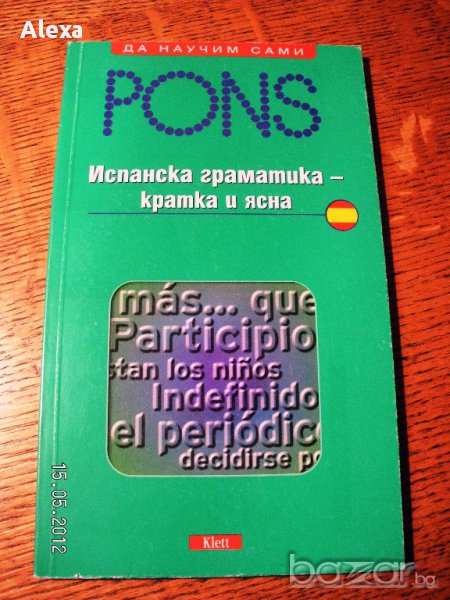 Alexa
ДА НАУЧИМ САМИ
PONS
Испанска граматика –
кратка и ясна
más... que
Participio
stan los niños
Indefinido
el periódic
decidirse po
15.05.2012
Klett
bazar.bg